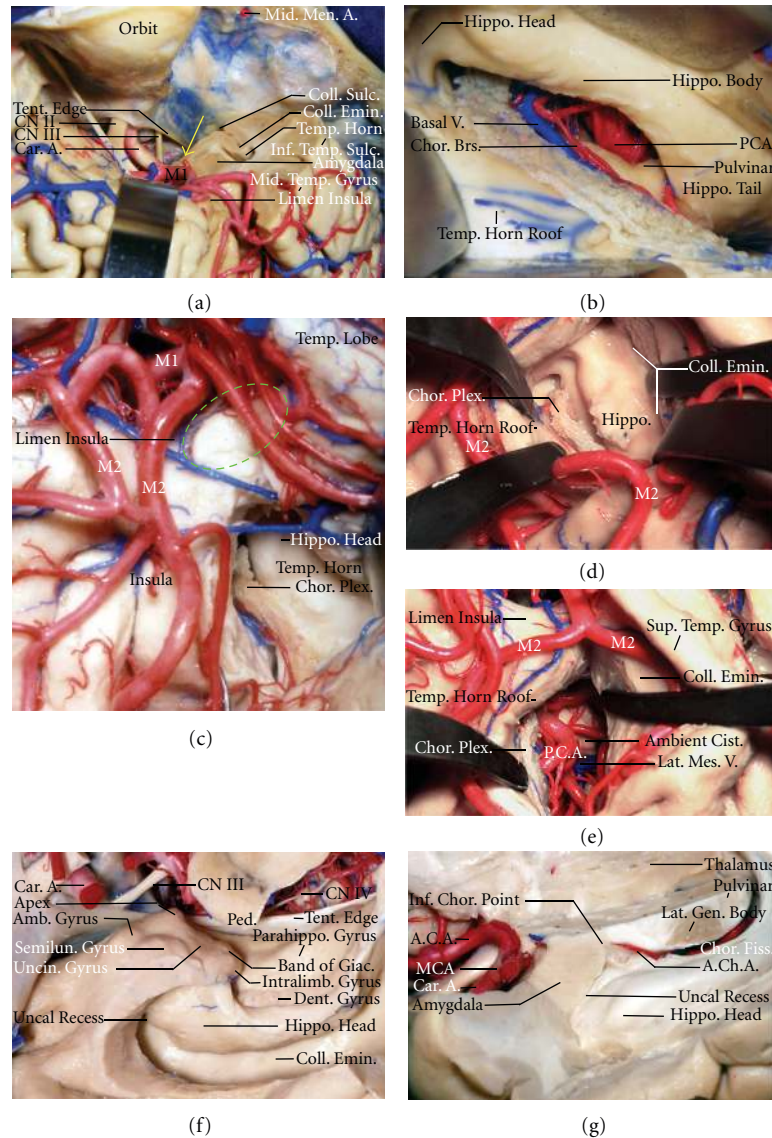 Mid. Men. A.
Orbit
Coll. Sulc.
Coll. Emin.
Temp. Horn
Inf. Temp. Sulc.
Amygdala
Mid. Temp. Gyrus
Limen Insula
Tent. Edge
CN II
CN III
Car. A.
M1
(a)
Hippo. Head
Hippo. Body
Basal V.
Chor. Brs.
PCA
Pulvinar
Hippo. Tail
Temp. Horn Roof
(b)
Temp. Lobe
M1
Limen Insula
M2
M2
Hippo. Head
Temp. Horn
Chor. Plex.
Insula
(c)
Coll. Emin.
Chor. Plex.
Hippo.
Temp. Horn Roof
M2
M2
(d)
Limen Insula
M2
M2
Sup. Temp. Gyrus
Coll. Emin.
Temp. Horn Roof
Chor. Plex.
P.C.A.
Ambient Cist.
Lat. Mes. V.
(e)
Car. A.
CN III
CN IV
Apex
Amb. Gyrus
Ped.
Tent. Edge
Parahippo. Gyrus
Semilun. Gyrus
Uncin. Gyrus
Band of Giac.
Intralimb. Gyrus
Dent. Gyrus
Uncal Recess
Hippo. Head
Coll. Emin.
(f)
Thalamus
Pulvinar
Inf. Chor. Point
Lat. Gen. Body
A.C.A.
Chor. Fiss.
A.Ch.A.
MCA
Car. A.
Amygdala
Uncal Recess
Hippo. Head
(g)